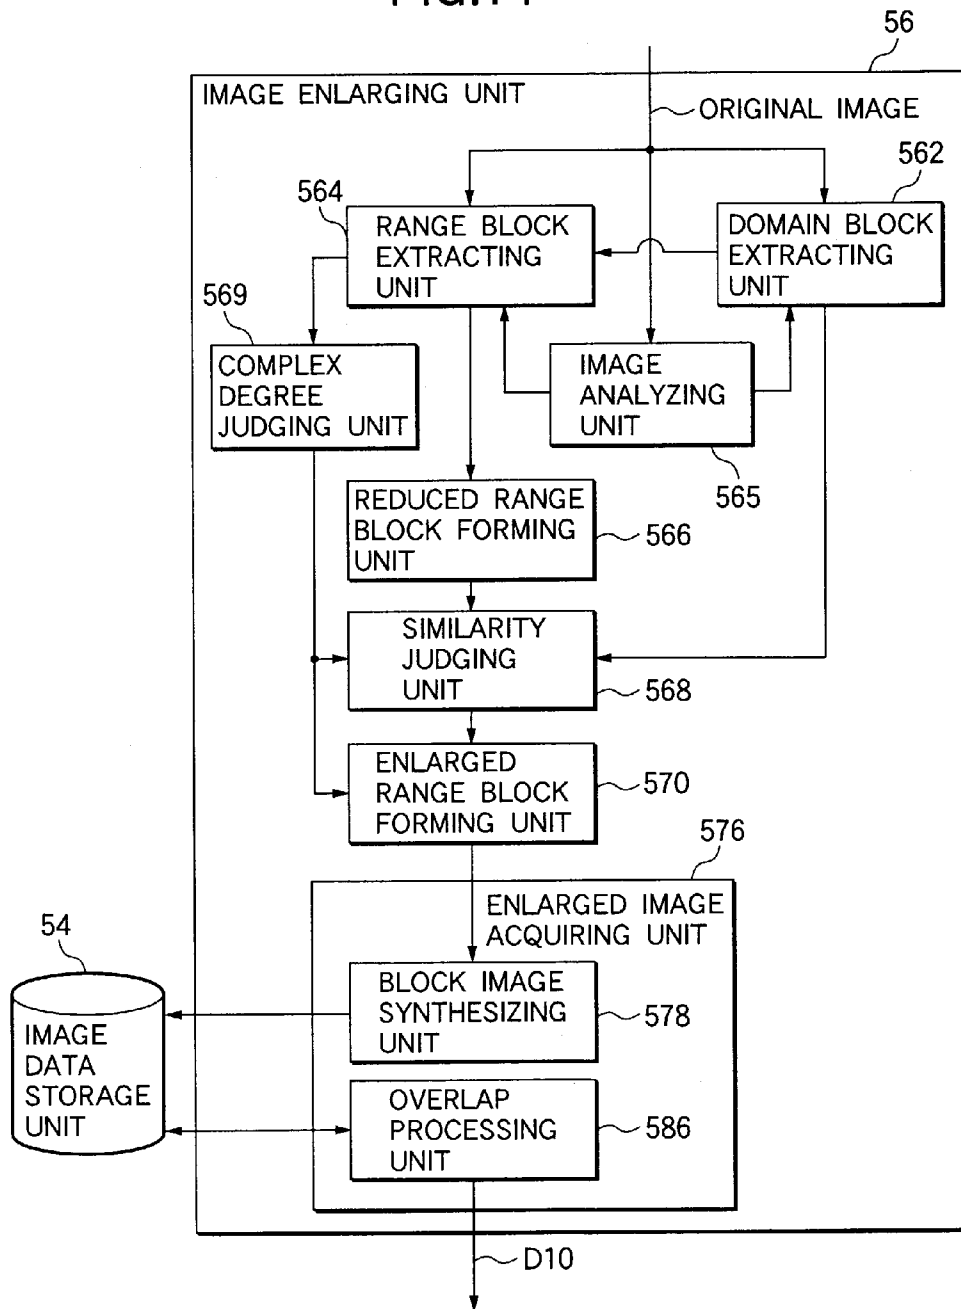 56
IMAGE ENLARGING UNIT
ORIGINAL IMAGE
562
564
RANGE BLOCK
EXTRACTING
UNIT
DOMAIN BLOCK
EXTRACTING
UNIT
569
COMPLEX
DEGREE
JUDGING UNIT
IMAGE
ANALYZING
UNIT
565
REDUCED RANGE
BLOCK FORMING
UNIT
566
SIMILARITY
JUDGING
UNIT
568
ENLARGED
RANGE BLOCK
FORMING UNIT
570
576
ENLARGED IMAGE
ACQUIRING UNIT
54
IMAGE
DATA
STORAGE
UNIT
BLOCK IMAGE
SYNTHESIZING
UNIT
578
OVERLAP
PROCESSING
UNIT
586
D10